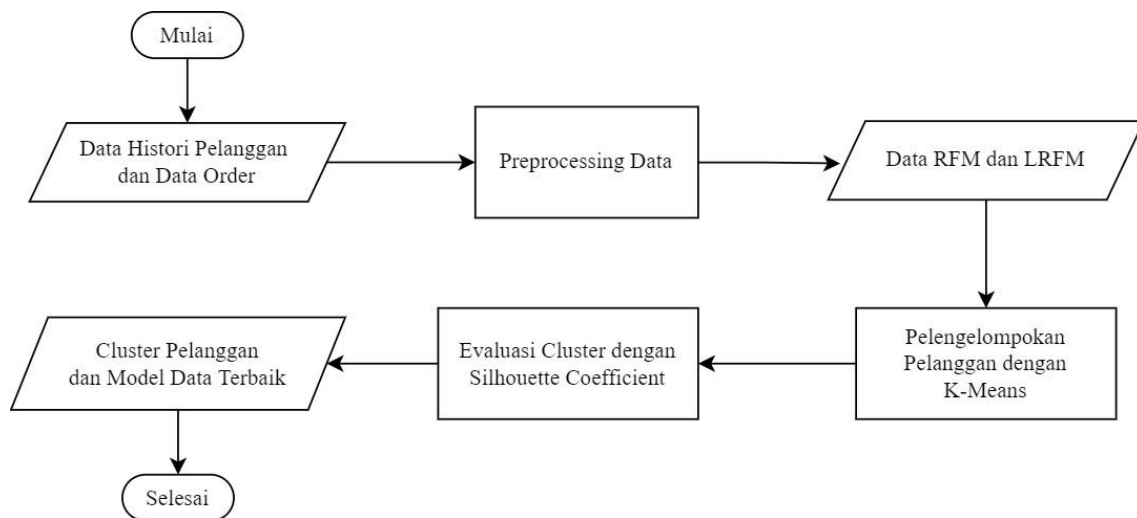 Mulai
Data Histori Pelanggan
dan Data Order
Preprocessing Data
Data RFM dan LRFM
Pelengelompokan
Pelanggan dengan
K-Means
Evaluasi Cluster dengan
Silhouette Coefficient
Cluster Pelanggan
dan Model Data Terbaik
Selesai